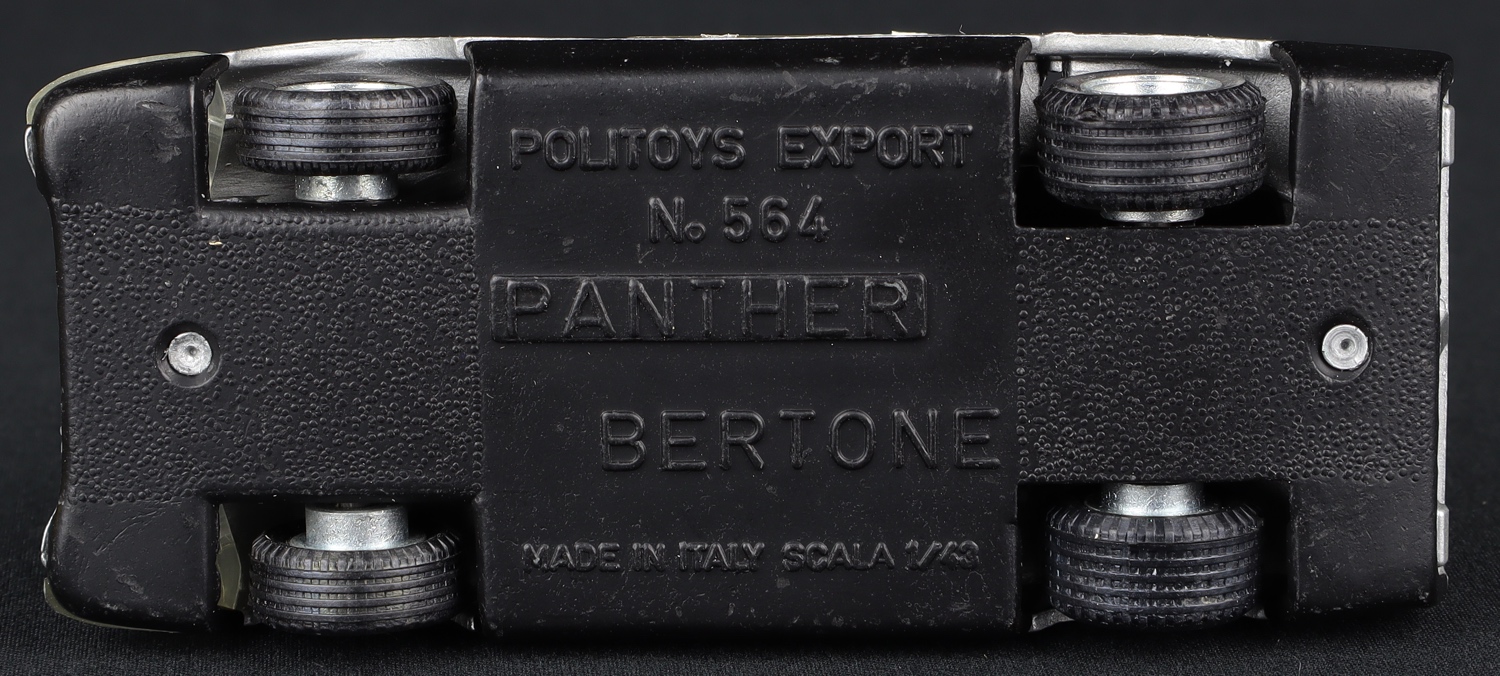 POLITOYS EXPORT
No 564
PANTHER
BERTONE
MADE IN ITALY SCALA 1/43